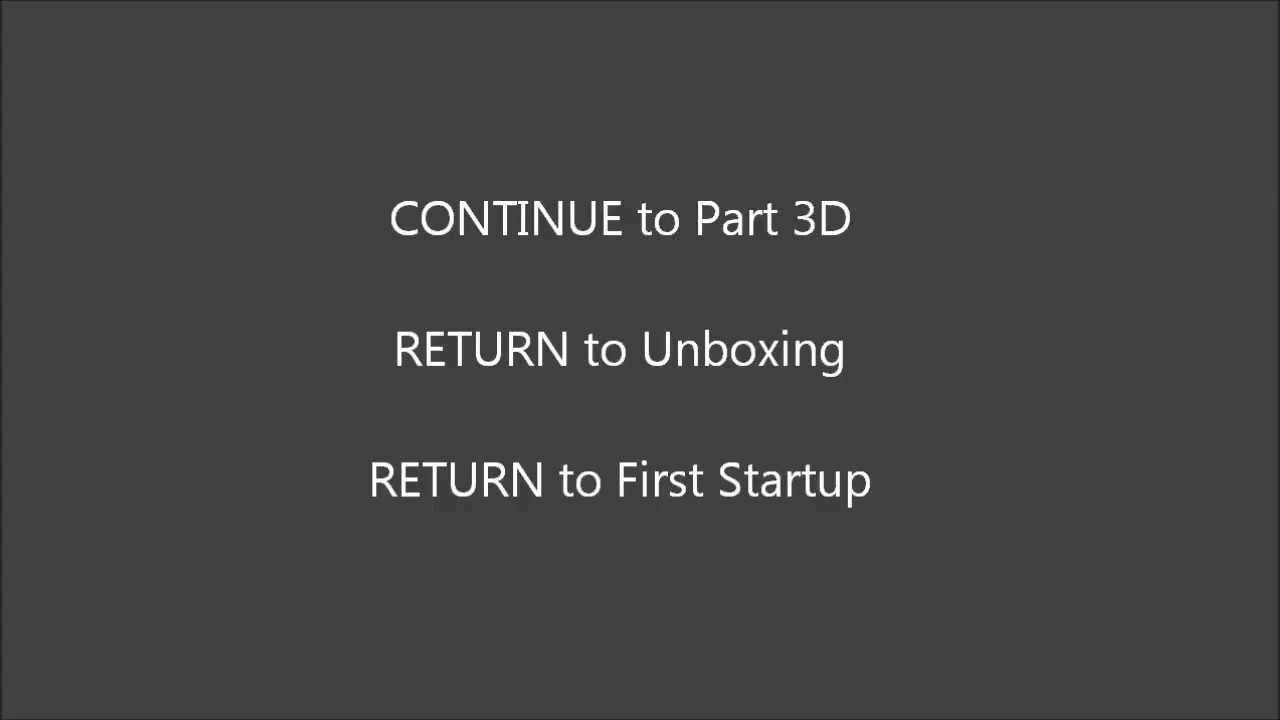 CONTINUE to Part 3D
RETURN to Unboxing
RETURN to First Startup